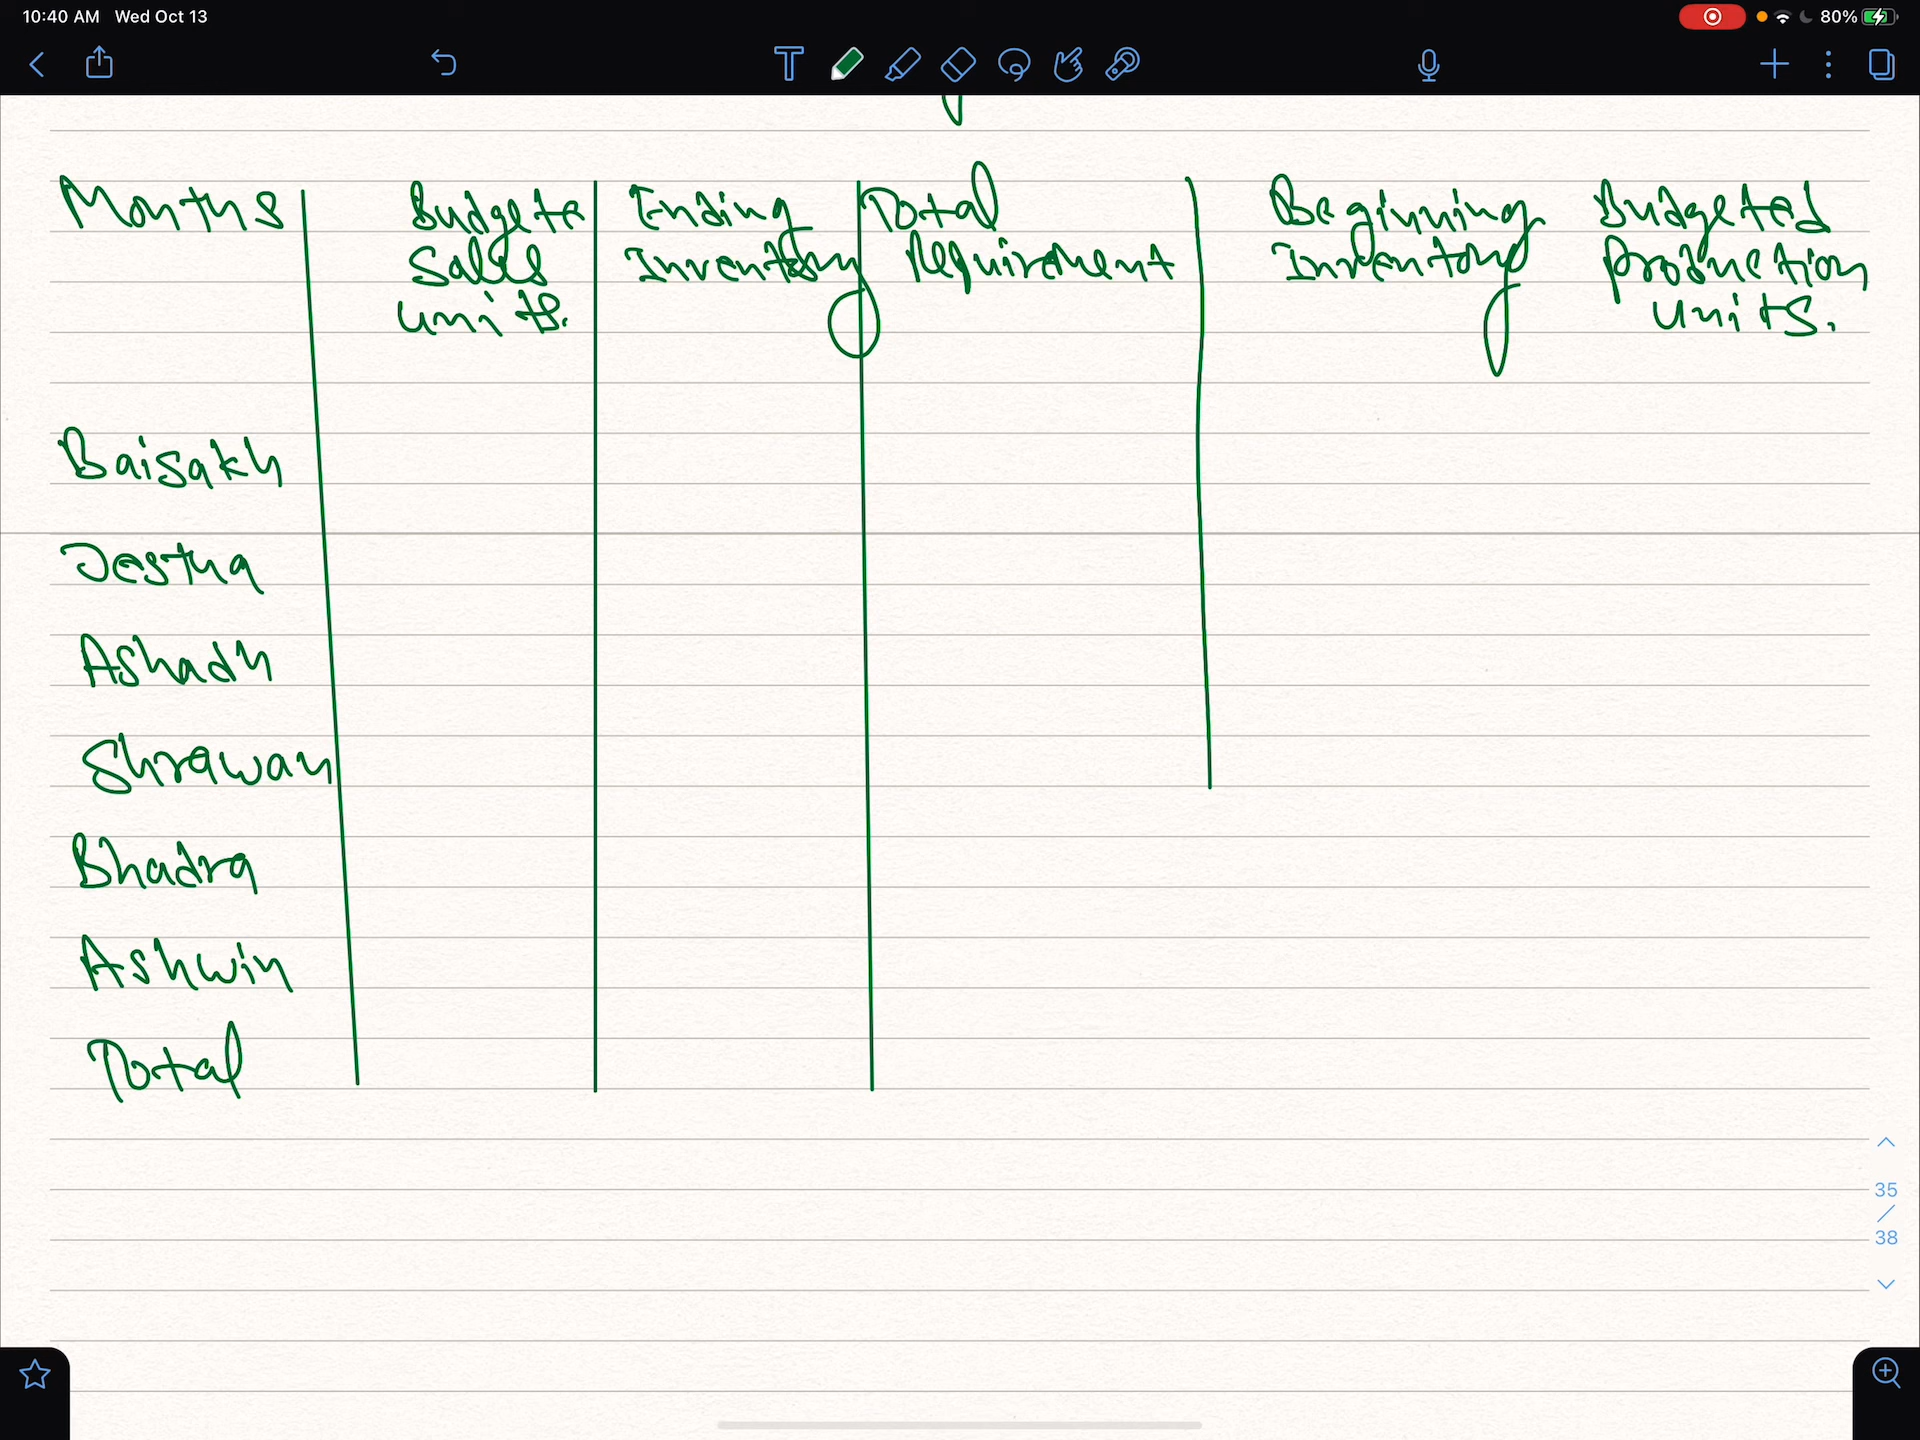 10:40 AM Wed Oct 13
80%
Months Budgete Ending Total Beginning Budgeted
Sales Inventory Requirement Inventory Production
units. units.
Baisakh
Jestha
Ashadh
Shrawan
Bhadra
Ashwin
Total
35
/
38